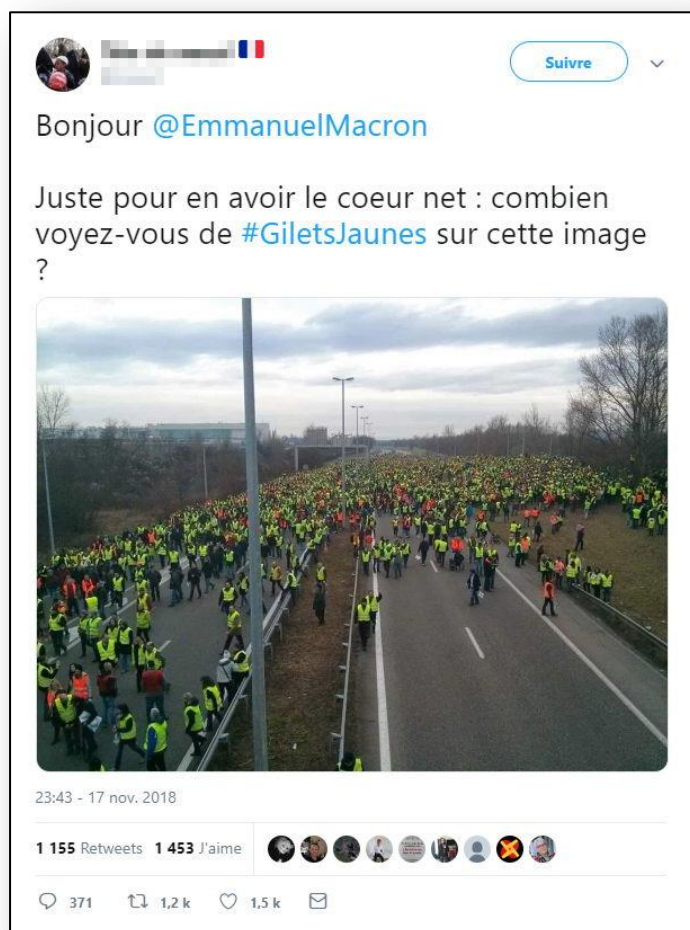 Suivre
Bonjour @EmmanuelMacron
Juste pour en avoir le coeur net : combien
voyez-vous de #GiletsJaunes sur cette image
?
23:43 - 17 nov. 2018
1 155 Retweets 1 453 J'aime
371 1,2 k 1,5 k